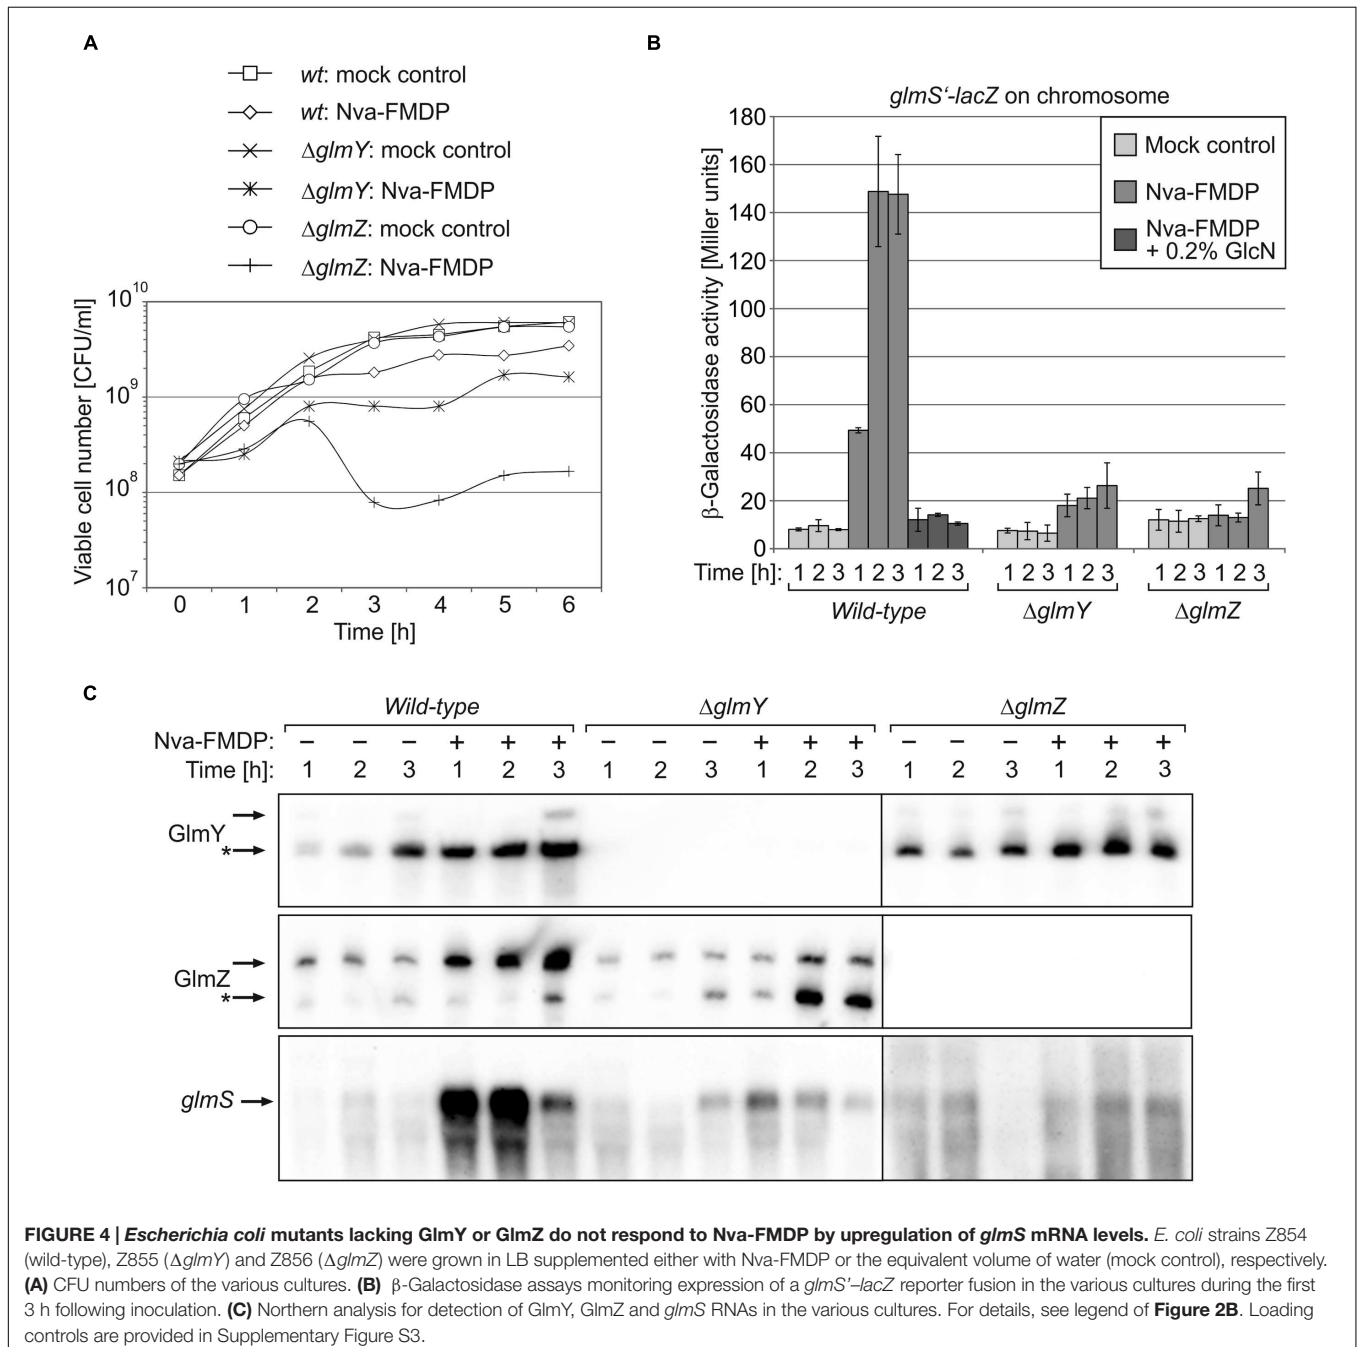 A
wt: mock control
wt: Nva-FMDP
ΔglmY: mock control
ΔglmY: Nva-FMDP
ΔglmZ: mock control
ΔglmZ: Nva-FMDP
Viable cell number [CFU/ml]
10^10
10^9
10^8
10^7
0 1 2 3 4 5 6
Time [h]
B
glmS‘-lacZ on chromosome
β-Galactosidase activity [Miller units]
180
160
140
120
100
80
60
40
20
0
Mock control
Nva-FMDP
Nva-FMDP
+ 0.2% GlcN
Time [h]: 1 2 3 1 2 3 1 2 3 1 2 3 1 2 3 1 2 3 1 2 3
Wild-type ΔglmY ΔglmZ
C
Wild-type ΔglmY ΔglmZ
Nva-FMDP: − − − + + + − − − + + + − − − + + +
Time [h]: 1 2 3 1 2 3 1 2 3 1 2 3 1 2 3 1 2 3
GlmY
*
GlmZ
*
glmS
FIGURE 4 | Escherichia coli mutants lacking GlmY or GlmZ do not respond to Nva-FMDP by upregulation of glmS mRNA levels. E. coli strains Z854
(wild-type), Z855 (ΔglmY) and Z856 (ΔglmZ) were grown in LB supplemented either with Nva-FMDP or the equivalent volume of water (mock control), respectively.
(A) CFU numbers of the various cultures. (B) β-Galactosidase assays monitoring expression of a glmS’–lacZ reporter fusion in the various cultures during the first
3 h following inoculation. (C) Northern analysis for detection of GlmY, GlmZ and glmS RNAs in the various cultures. For details, see legend of Figure 2B. Loading
controls are provided in Supplementary Figure S3.